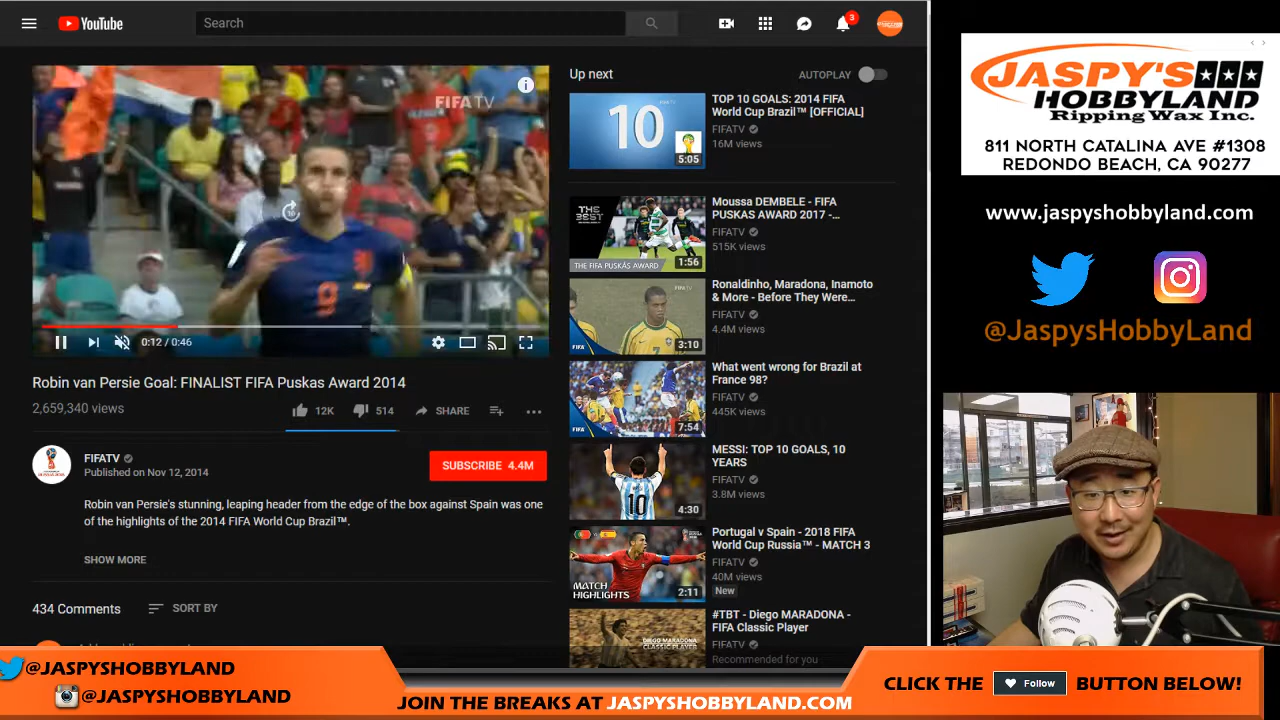 YouTube
Search
3
FIFA TV
0:12 / 0:46
Robin van Persie Goal: FINALIST FIFA Puskas Award 2014
2,659,340 views
12K
514
SHARE
FIFATV
Published on Nov 12, 2014
SUBSCRIBE 4.4M
Robin van Persie's stunning, leaping header from the edge of the box against Spain was one
of the highlights of the 2014 FIFA World Cup Brazil™.
SHOW MORE
434 Comments
SORT BY
Up next
AUTOPLAY
10
5:05
TOP 10 GOALS: 2014 FIFA
World Cup Brazil™ [OFFICIAL]
FIFATV
16M views
THE BEST
THE FIFA PUSKÁS AWARD
1:56
Moussa DEMBELE - FIFA
PUSKAS AWARD 2017 -...
FIFATV
515K views
3:10
Ronaldinho, Maradona, Inamoto
& More - Before They Were...
FIFATV
4.4M views
7:54
What went wrong for Brazil at
France 98?
FIFATV
445K views
10
4:30
MESSI: TOP 10 GOALS, 10
YEARS
FIFATV
3.8M views
MATCH
HIGHLIGHTS
2:11
Portugal v Spain - 2018 FIFA
World Cup Russia™ - MATCH 3
FIFATV
40M views
New
DIEGO MARADONA
CLASSIC PLAYER
#TBT - Diego MARADONA -
FIFA Classic Player
FIFATV
Recommended for you
JASPY'S
HOBBYLAND
Ripping Wax Inc.
811 NORTH CATALINA AVE #1308
REDONDO BEACH, CA 90277
www.jaspyshobbyland.com
@JaspysHobbyLand
@JASPYSHOBBYLAND
@JASPYSHOBBYLAND
JOIN THE BREAKS AT JASPYSHOBBYLAND.COM
CLICK THE Follow BUTTON BELOW!